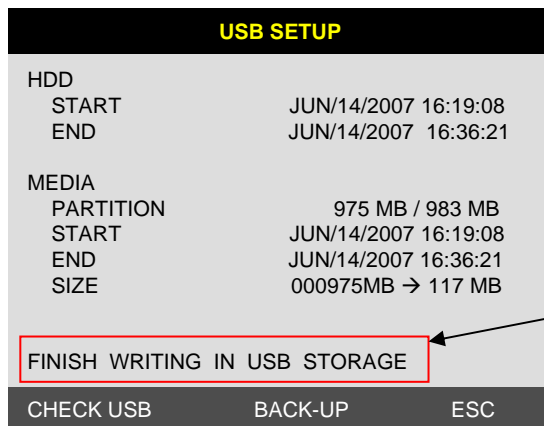 USB SETUP
HDD
START JUN/14/2007 16:19:08
END JUN/14/2007 16:36:21
MEDIA
PARTITION 975 MB / 983 MB
START JUN/14/2007 16:19:08
END JUN/14/2007 16:36:21
SIZE 000975MB → 117 MB
FINISH WRITING IN USB STORAGE
CHECK USB BACK-UP ESC